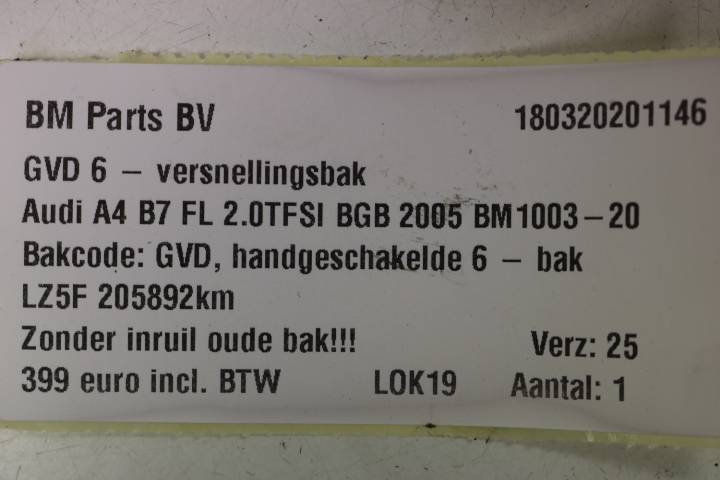 BM Parts BV 180320201146
GVD 6 - versnellingsbak
Audi A4 B7 FL 2.0TFSI BGB 2005 BM1003-20
Bakcode: GVD, handgeschakelde 6 - bak
LZ5F 205892km
Zonder inruil oude bak!!! Verz: 25
399 euro incl. BTW LOK19 Aantal: 1